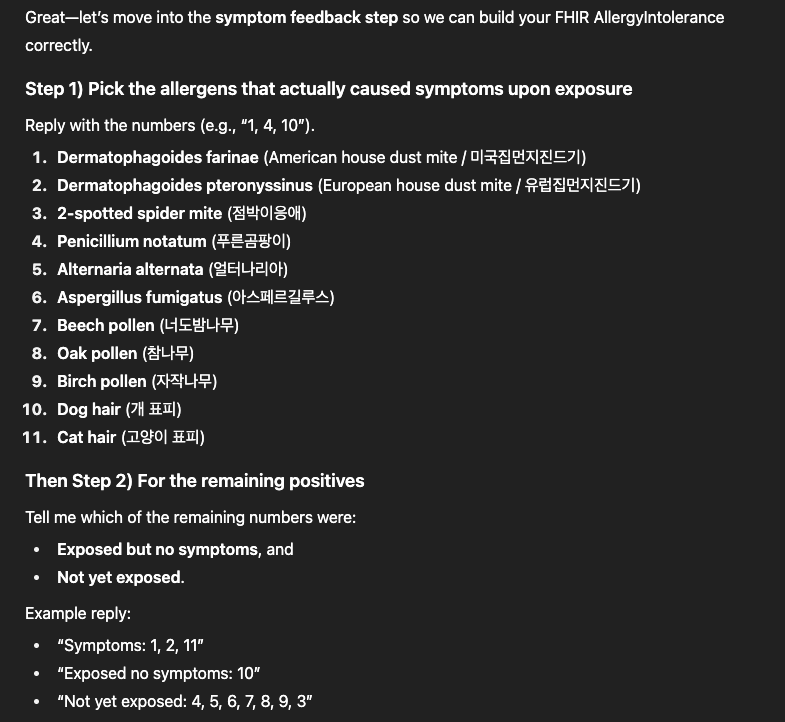 Great—let’s move into the symptom feedback step so we can build your FHIR AllergyIntolerance
correctly.
Step 1) Pick the allergens that actually caused symptoms upon exposure
Reply with the numbers (e.g., “1, 4, 10”).
1. Dermatophagoides farinae (American house dust mite / 미국집먼지진드기)
2. Dermatophagoides pteronyssinus (European house dust mite / 유럽집먼지진드기)
3. 2-spotted spider mite (점박이응애)
4. Penicillium notatum (푸른곰팡이)
5. Alternaria alternata (얼터나리아)
6. Aspergillus fumigatus (아스페르길루스)
7. Beech pollen (너도밤나무)
8. Oak pollen (참나무)
9. Birch pollen (자작나무)
10. Dog hair (개 표피)
11. Cat hair (고양이 표피)
Then Step 2) For the remaining positives
Tell me which of the remaining numbers were:
• Exposed but no symptoms, and
• Not yet exposed.
Example reply:
• “Symptoms: 1, 2, 11”
• “Exposed no symptoms: 10”
• “Not yet exposed: 4, 5, 6, 7, 8, 9, 3”